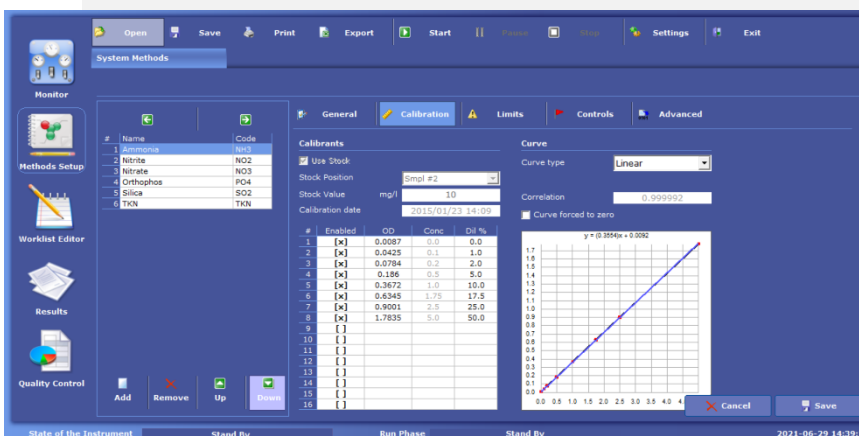 Open Save Print Export Start Pause Stop Settings Exit
System Methods
Monitor
Methods Setup
Worklist Editor
Results
Quality Control
# Name Code
1 Ammonia NH3
2 Nitrite NO2
3 Nitrate NO3
4 Orthophos PO4
5 Silica SO2
6 TKN TKN
Add Remove Up Down
General Calibration Limits Controls Advanced
Calibrants
Use Stock
Stock Position Smpl #2
Stock Value mg/l 10
Calibration date 2015/01/23 14:09
# Enabled OD Conc Dil %
1 [x] 0.0087 0.0 0.0
2 [x] 0.0425 0.1 1.0
3 [x] 0.0784 0.2 2.0
4 [x] 0.186 0.5 5.0
5 [x] 0.3672 1.0 10.0
6 [x] 0.6345 1.75 17.5
7 [x] 0.9001 2.5 25.0
8 [x] 1.7835 5.0 50.0
9 [ ]
10 [ ]
11 [ ]
12 [ ]
13 [ ]
14 [ ]
15 [ ]
16 [ ]
Curve
Curve type Linear
Correlation 0.999992
Curve forced to zero
y = (0.3554)x + 0.0092
1.7
1.6
1.5
1.4
1.3
1.2
1.1
1.0
0.9
0.8
0.7
0.6
0.5
0.4
0.3
0.2
0.1
0.0
0.0 0.5 1.0 1.5 2.0 2.5 3.0 3.5 4.0 4.
Cancel Save
State of the Instrument Stand By Run Phase Stand By 2021-06-29 14:39: